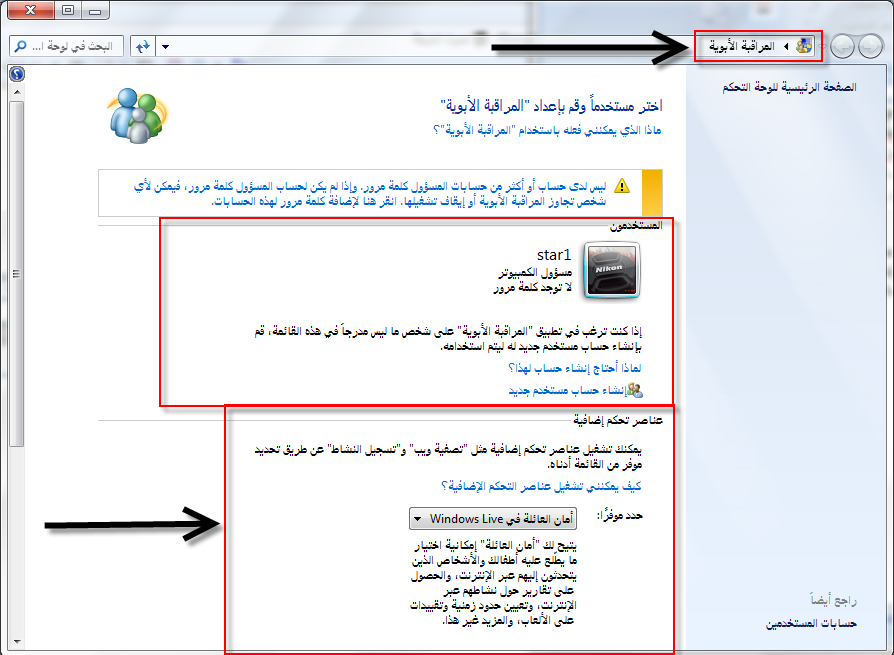 المراقبة الأبوية
البحث في لوحة ا...
الصفحة الرئيسية للوحة التحكم
اختر مستخدماً وقم بإعداد "المراقبة الأبوية"
ماذا الذي يمكنني فعله باستخدام "المراقبة الأبوية"؟
ليس لدى حساب أو أكثر من حسابات المسؤول كلمة مرور. وإذا لم يكن لحساب المسؤول كلمة مرور، فيمكن لأي
شخص تجاوز المراقبة الأبوية أو إيقاف تشغيلها. انقر هنا لإضافة كلمة مرور لهذه الحسابات.
المستخدمون
star1
مسؤول الكمبيوتر
لا توجد كلمة مرور
Nikon
إذا كنت ترغب في تطبيق "المراقبة الأبوية" على شخص ما ليس مدرجاً في هذه القائمة، قم
بإنشاء حساب مستخدم جديد له ليتم استخدامه.
لماذا أحتاج إنشاء حساب لهذا؟
إنشاء حساب مستخدم جديد
عناصر تحكم إضافية
يمكنك تشغيل عناصر تحكم إضافية مثل "تصفية ويب" و"تسجيل النشاط" عن طريق تحديد
موفر من القائمة أدناه.
كيف يمكنني تشغيل عناصر التحكم الإضافية؟
حدد موفرًا:
أمان العائلة في Windows Live
يتيح لك "أمان العائلة" إمكانية اختيار
ما يطّلع عليه أطفالك والأشخاص الذين
يتحدثون إليهم عبر الإنترنت، والحصول
على تقارير حول نشاطهم عبر
الإنترنت، وتعيين حدود زمنية وتقييدات
على الألعاب، والمزيد غير هذا.
راجع أيضاً
حسابات المستخدمين